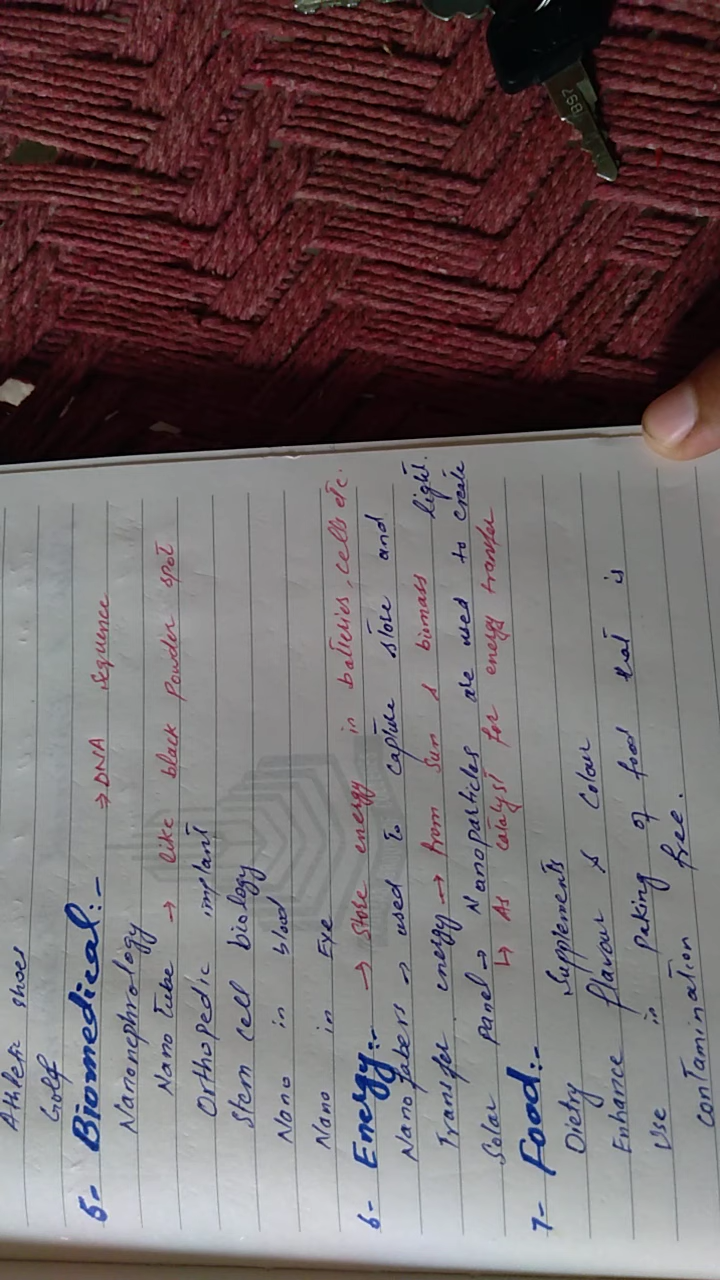 Athletic shoes
Golf
5- Biomedical:- → DNA Sequence
Nanonephrology
Nano Tube → like black Powder spot
Orthopedic implant
Stem cell biology
Nano in blood
Nano in Eye
6- Energy:- → Store energy in batteries, cells etc.
Nano fabers → used to capture store and
Transfer energy → from Sun & biomass light.
Solar panel → Nanoparticles are used to create
↳ As catalyst for energy transfer
7- Food:-
Diety Supplements
Enhance flavour & Colour
Use in paking of food that is
contamination free.
ZGB7